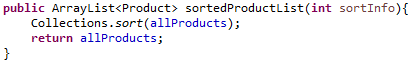 public ArrayList<Product> sortedProductList(int sortInfo){
    Collections.sort(allProducts);
    return allProducts;
}